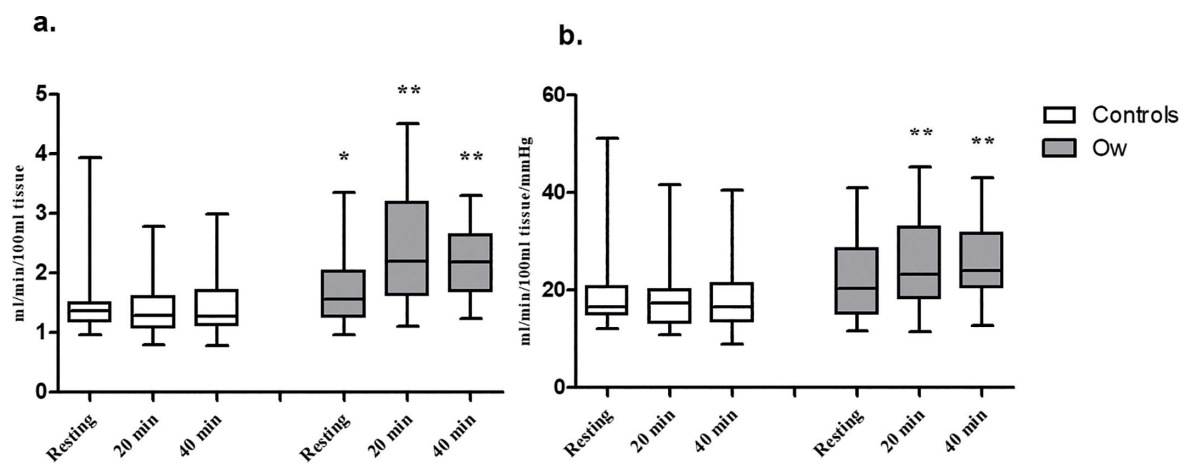 a.
ml/min/100ml tissue
5
4
3
2
1
0
*
**
**
Resting
20 min
40 min
Resting
20 min
40 min
b.
ml/min/100ml tissue/mmHg
60
40
20
0
**
**
Resting
20 min
40 min
Resting
20 min
40 min
Controls
Ow